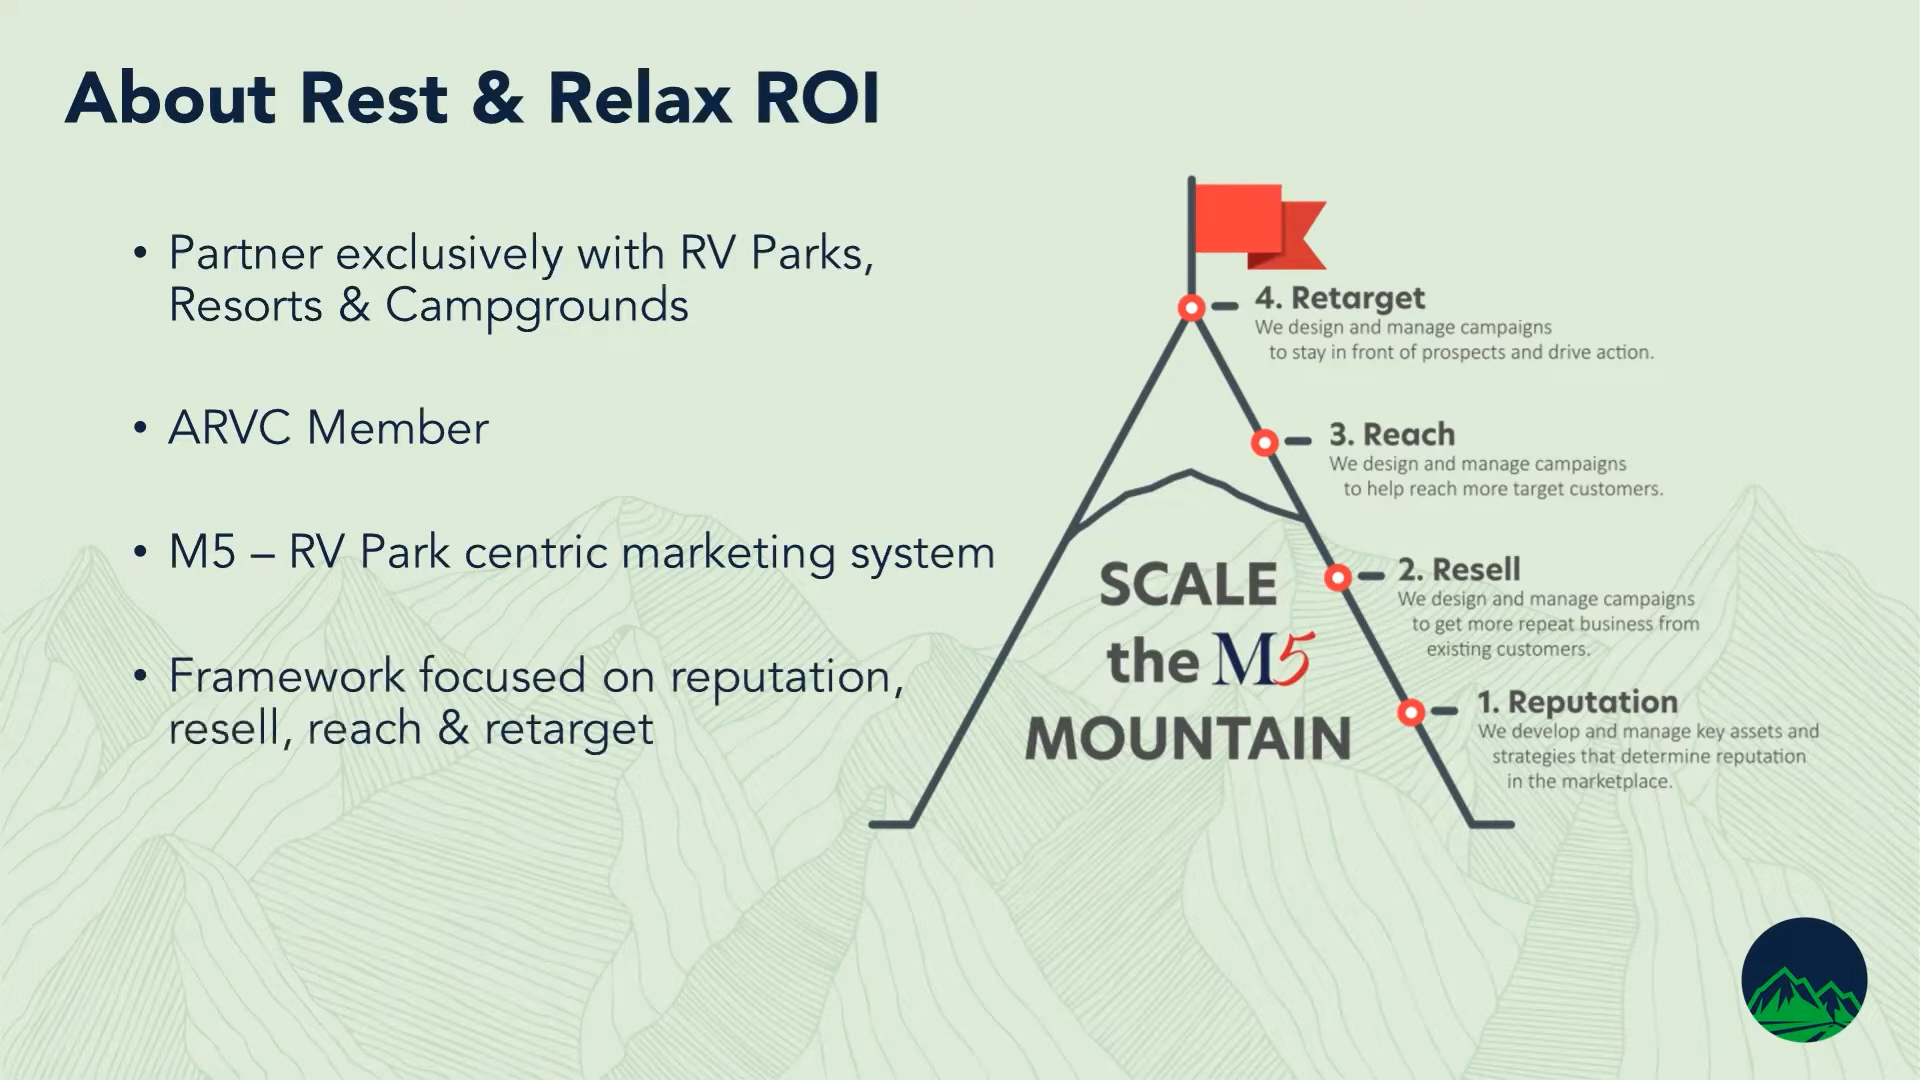 About Rest & Relax ROI
• Partner exclusively with RV Parks,
Resorts & Campgrounds
• ARVC Member
• M5 – RV Park centric marketing system
• Framework focused on reputation,
resell, reach & retarget
4. Retarget
We design and manage campaigns
to stay in front of prospects and drive action.
3. Reach
We design and manage campaigns
to help reach more target customers.
2. Resell
We design and manage campaigns
to get more repeat business from
existing customers.
1. Reputation
We develop and manage key assets and
strategies that determine reputation
in the marketplace.
SCALE
the M5
MOUNTAIN